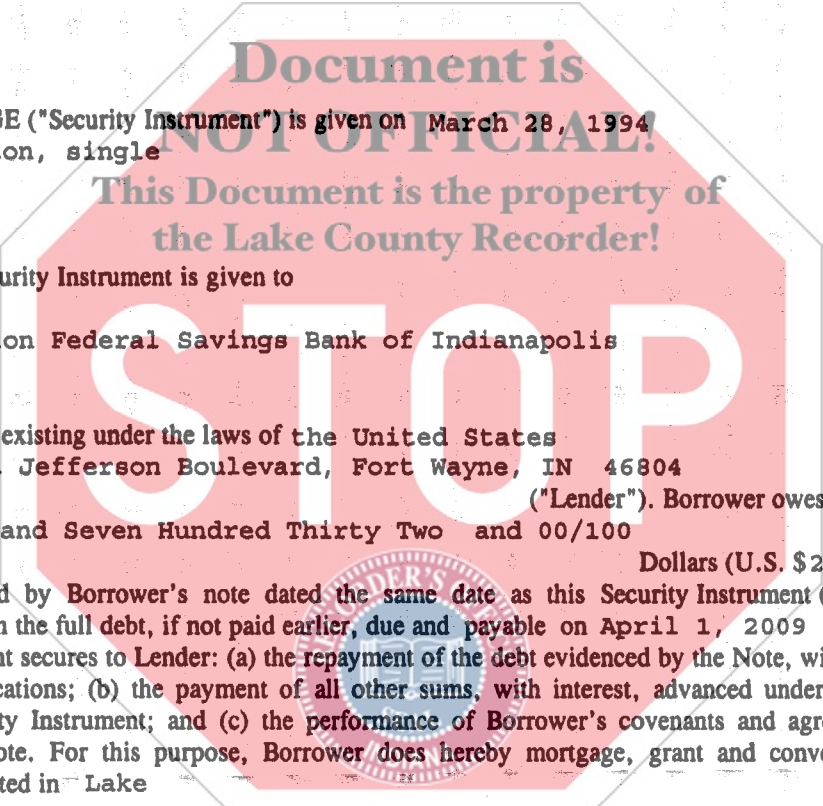 Document is
NOT OFFICIAL!
This Document is the property of
the Lake County Recorder!
STOP
GE ("Security Instrument") is given on March 28, 1994
on, single
urity Instrument is given to
on Federal Savings Bank of Indianapolis
existing under the laws of the United States
. Jefferson Boulevard, Fort Wayne, IN 46804
("Lender"). Borrower owes
and Seven Hundred Thirty Two and 00/100
Dollars (U.S. $2
d by Borrower's note dated the same date as this Security Instrument (
h the full debt, if not paid earlier, due and payable on April 1, 2009
nt secures to Lender: (a) the repayment of the debt evidenced by the Note, wi
cations; (b) the payment of all other sums, with interest, advanced under
ty Instrument; and (c) the performance of Borrower's covenants and agre
ote. For this purpose, Borrower does hereby mortgage, grant and conve
ted in Lake